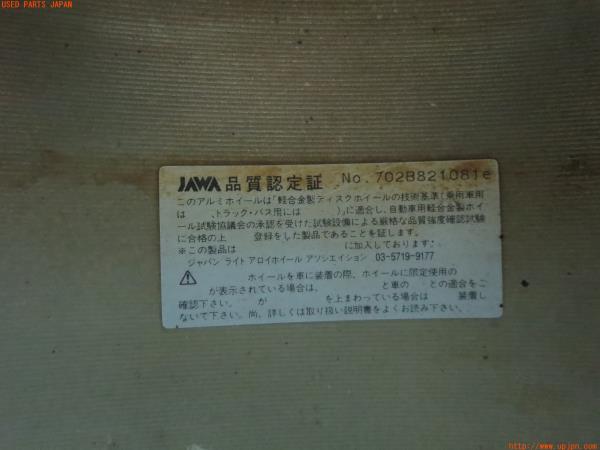 USED PARTS JAPAN
JAWA 品質認定証 No.702B821081e
このアルミホイールは「軽合金製ディスクホイールの技術基準(乗用車用
は 、トラック・バス用には )」に適合し、自動車用軽合金製ホイ
ール試験協議会の承認を受けた試験設備による厳格な品質強度確認試験
に合格の上 登録をした製品であることを証します。
※この製品は に加入しております。
ジャパン ライト アロイホイール アソシエイション 03-5719-9177
ホイールを車に装着の際、ホイールに限定使用の
が表示されている場合は、 と車の との適合をご
確認下さい。 が を上まわっている場合は 装着し
ないで下さい。尚、詳しくは取り扱い説明書をよくお読み下さい。
http://www.upjpn.com/